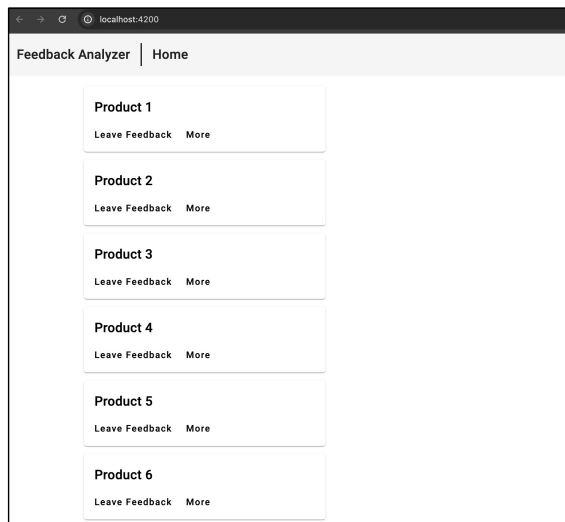 localhost:4200
Feedback Analyzer | Home
Product 1
Leave Feedback More
Product 2
Leave Feedback More
Product 3
Leave Feedback More
Product 4
Leave Feedback More
Product 5
Leave Feedback More
Product 6
Leave Feedback More